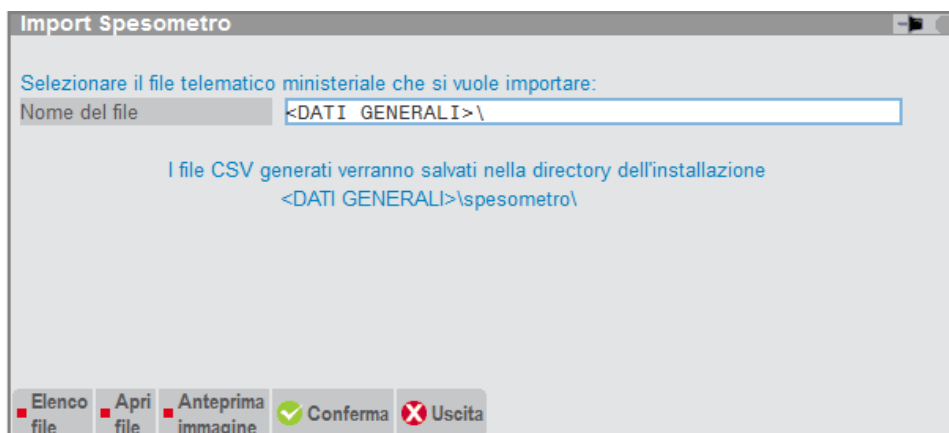 Import Spesometro
Selezionare il file telematico ministeriale che si vuole importare:
Nome del file <DATI GENERALI>\
I file CSV generati verranno salvati nella directory dell'installazione
<DATI GENERALI>\spesometro\
Elenco file
Apri file
Anteprima immagine
Conferma
Uscita